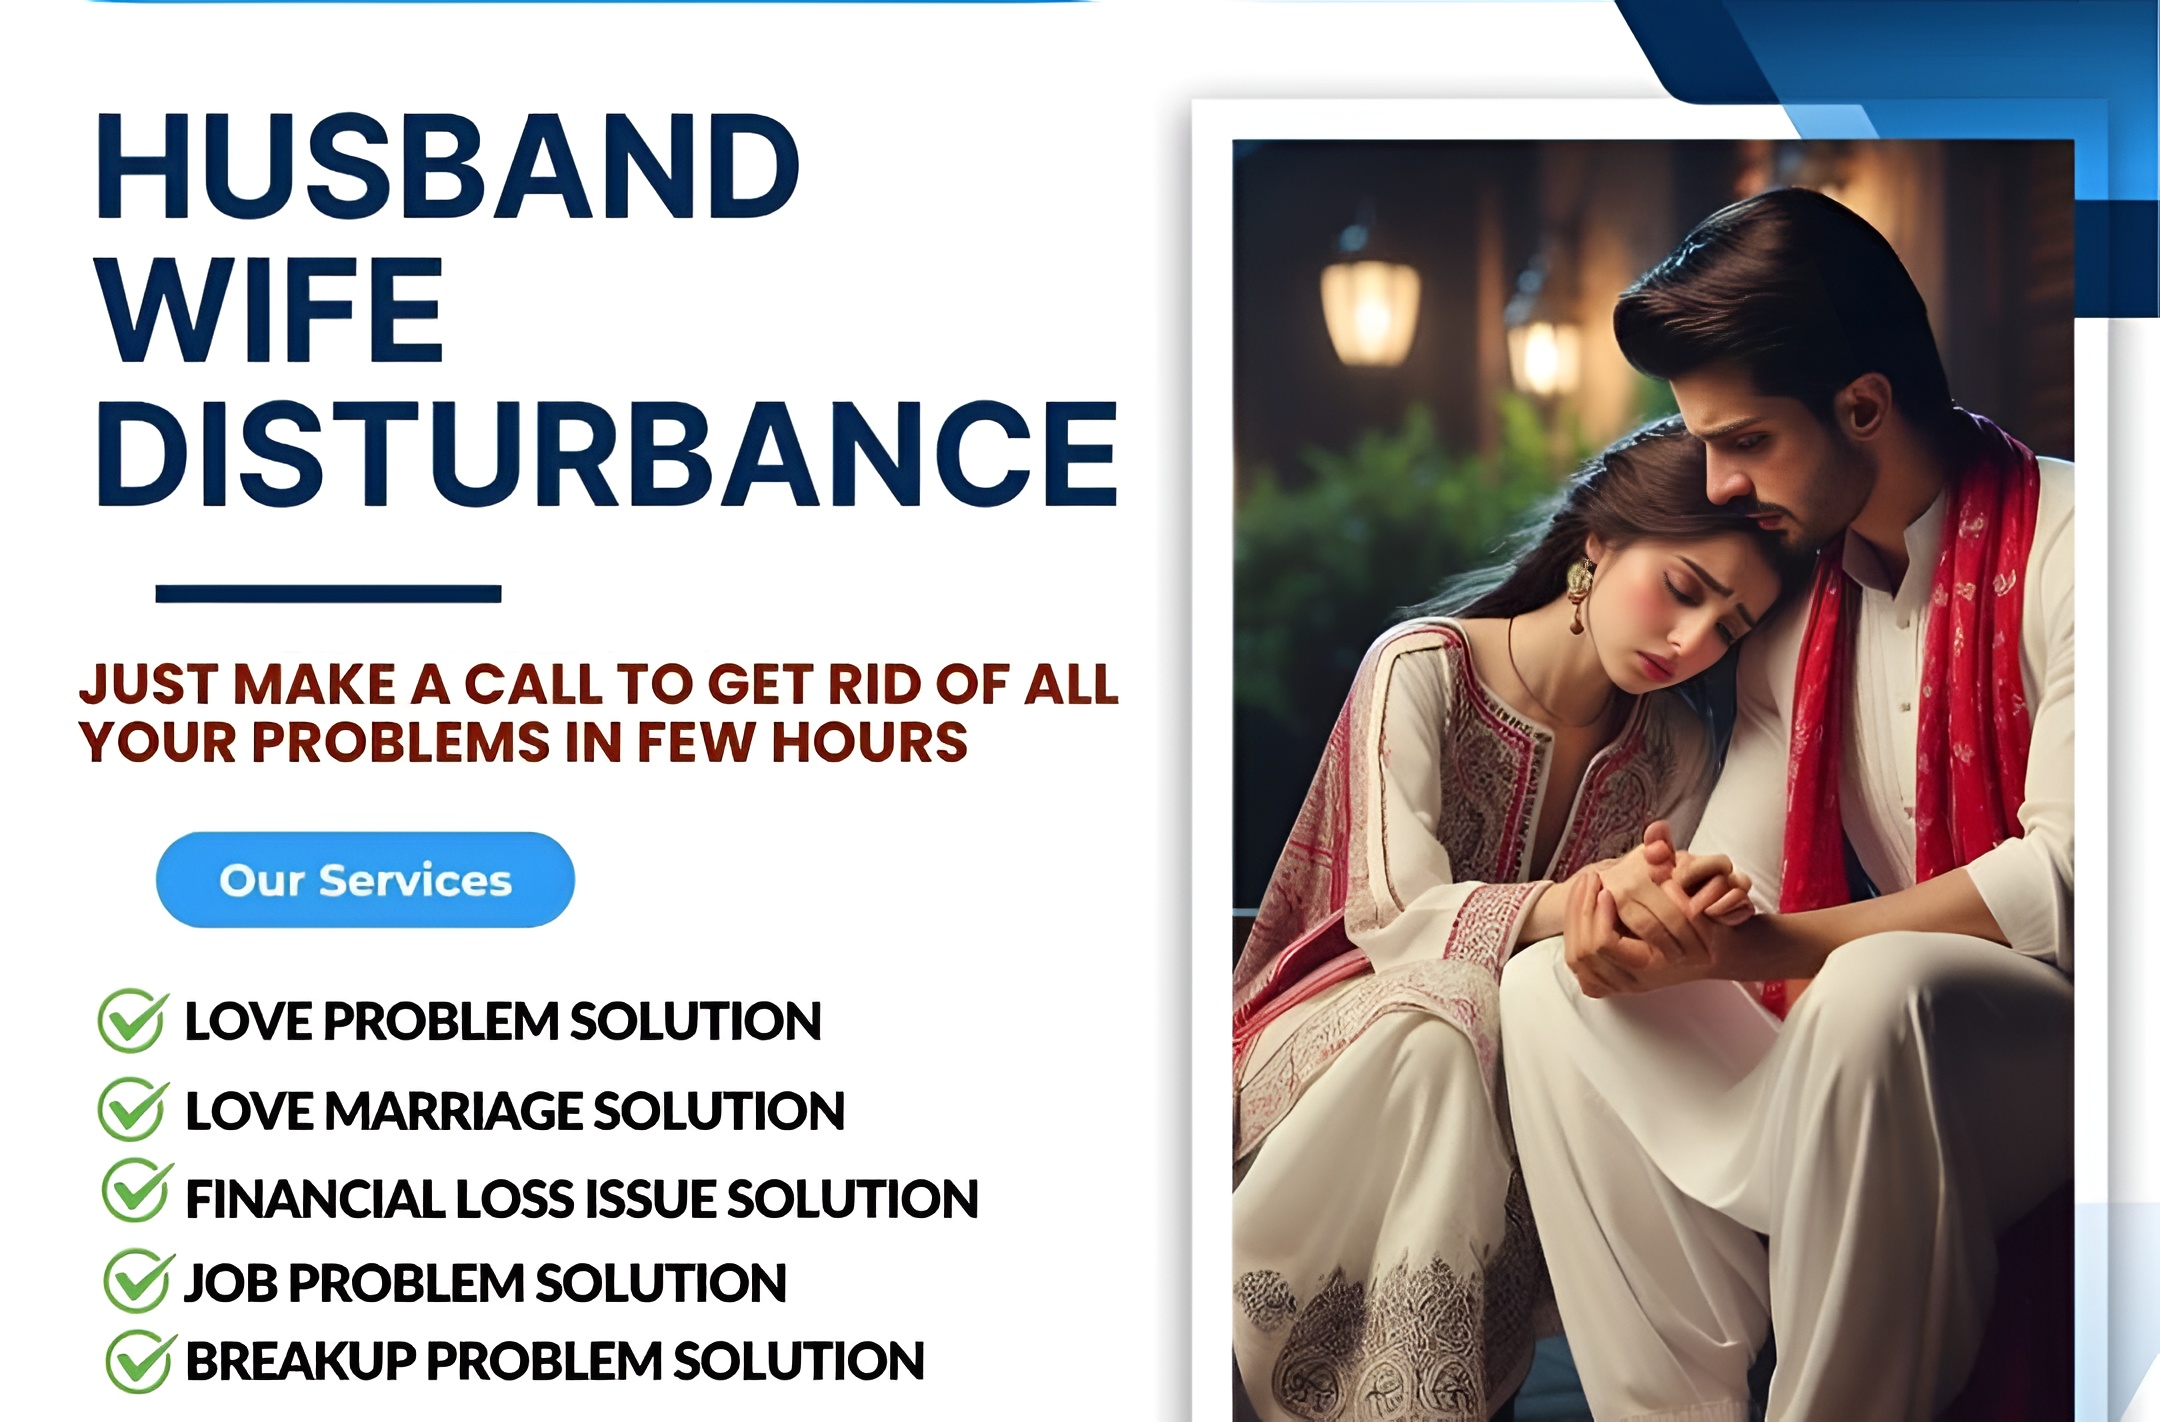 HUSBAND
WIFE
DISTURBANCE
JUST MAKE A CALL TO GET RID OF ALL
YOUR PROBLEMS IN FEW HOURS
Our Services
LOVE PROBLEM SOLUTION
LOVE MARRIAGE SOLUTION
FINANCIAL LOSS ISSUE SOLUTION
JOB PROBLEM SOLUTION
BREAKUP PROBLEM SOLUTION